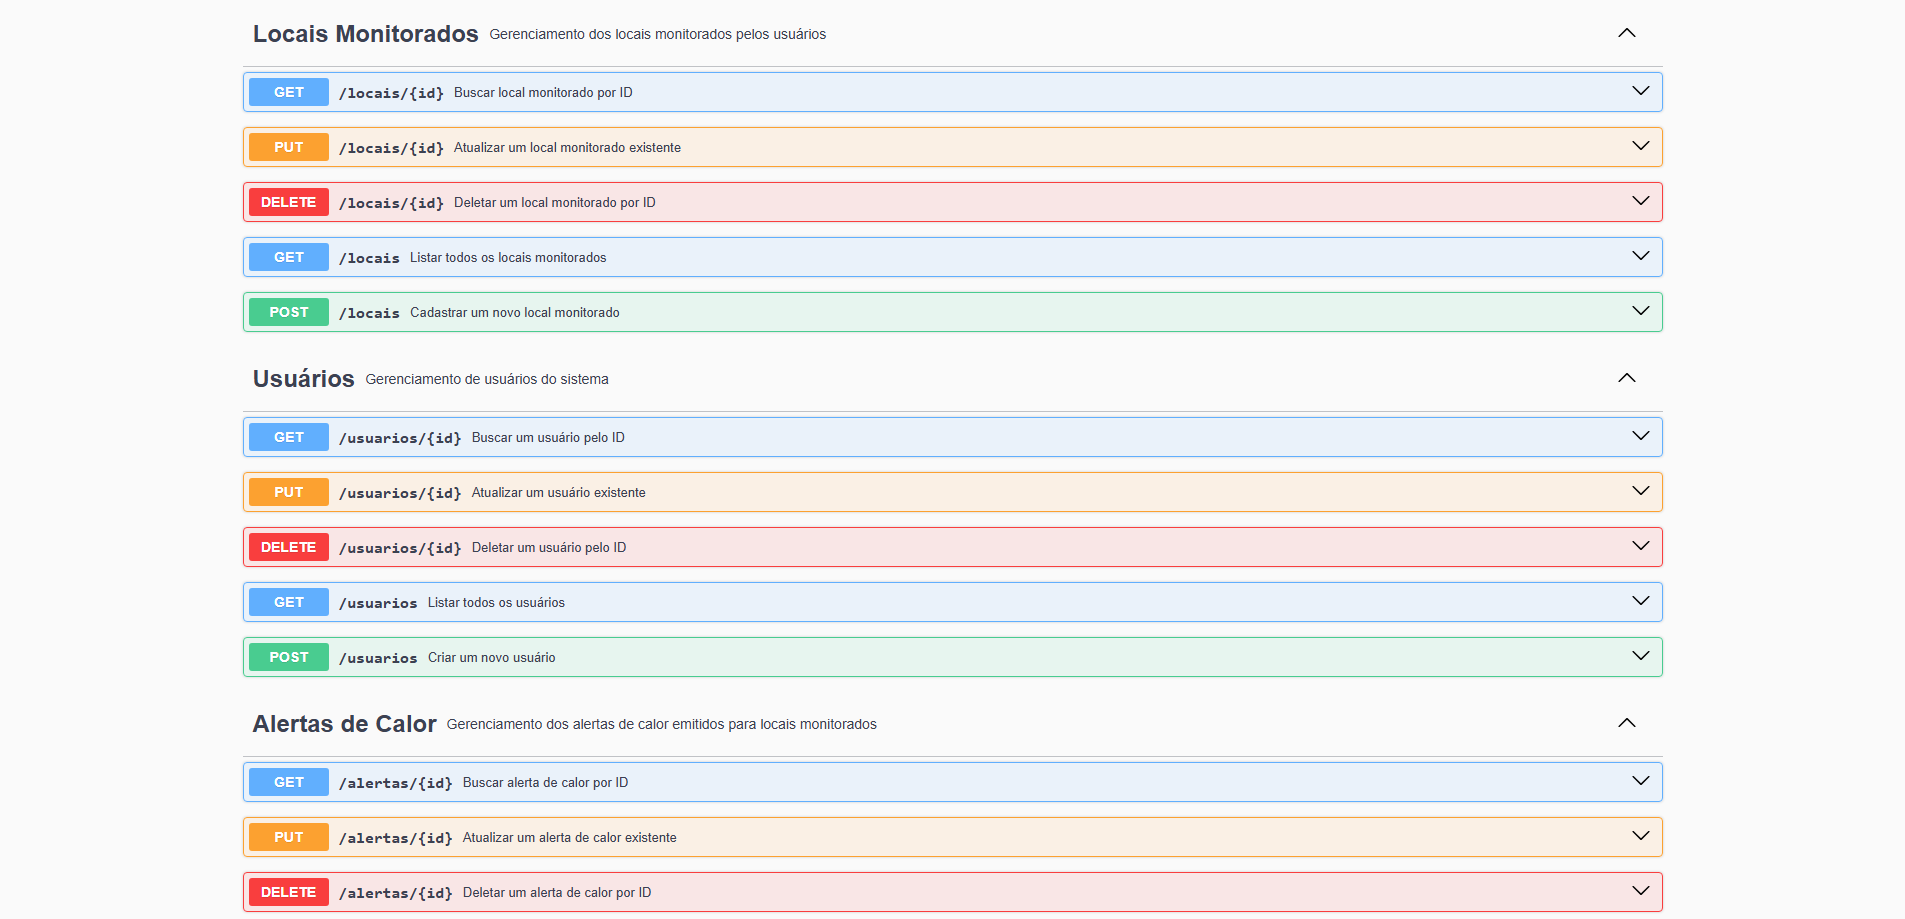 Locais Monitorados Gerenciamento dos locais monitorados pelos usuários
GET /locais/{id} Buscar local monitorado por ID
PUT /locais/{id} Atualizar um local monitorado existente
DELETE /locais/{id} Deletar um local monitorado por ID
GET /locais Listar todos os locais monitorados
POST /locais Cadastrar um novo local monitorado
Usuários Gerenciamento de usuários do sistema
GET /usuarios/{id} Buscar um usuário pelo ID
PUT /usuarios/{id} Atualizar um usuário existente
DELETE /usuarios/{id} Deletar um usuário pelo ID
GET /usuarios Listar todos os usuários
POST /usuarios Criar um novo usuário
Alertas de Calor Gerenciamento dos alertas de calor emitidos para locais monitorados
GET /alertas/{id} Buscar alerta de calor por ID
PUT /alertas/{id} Atualizar um alerta de calor existente
DELETE /alertas/{id} Deletar um alerta de calor por ID